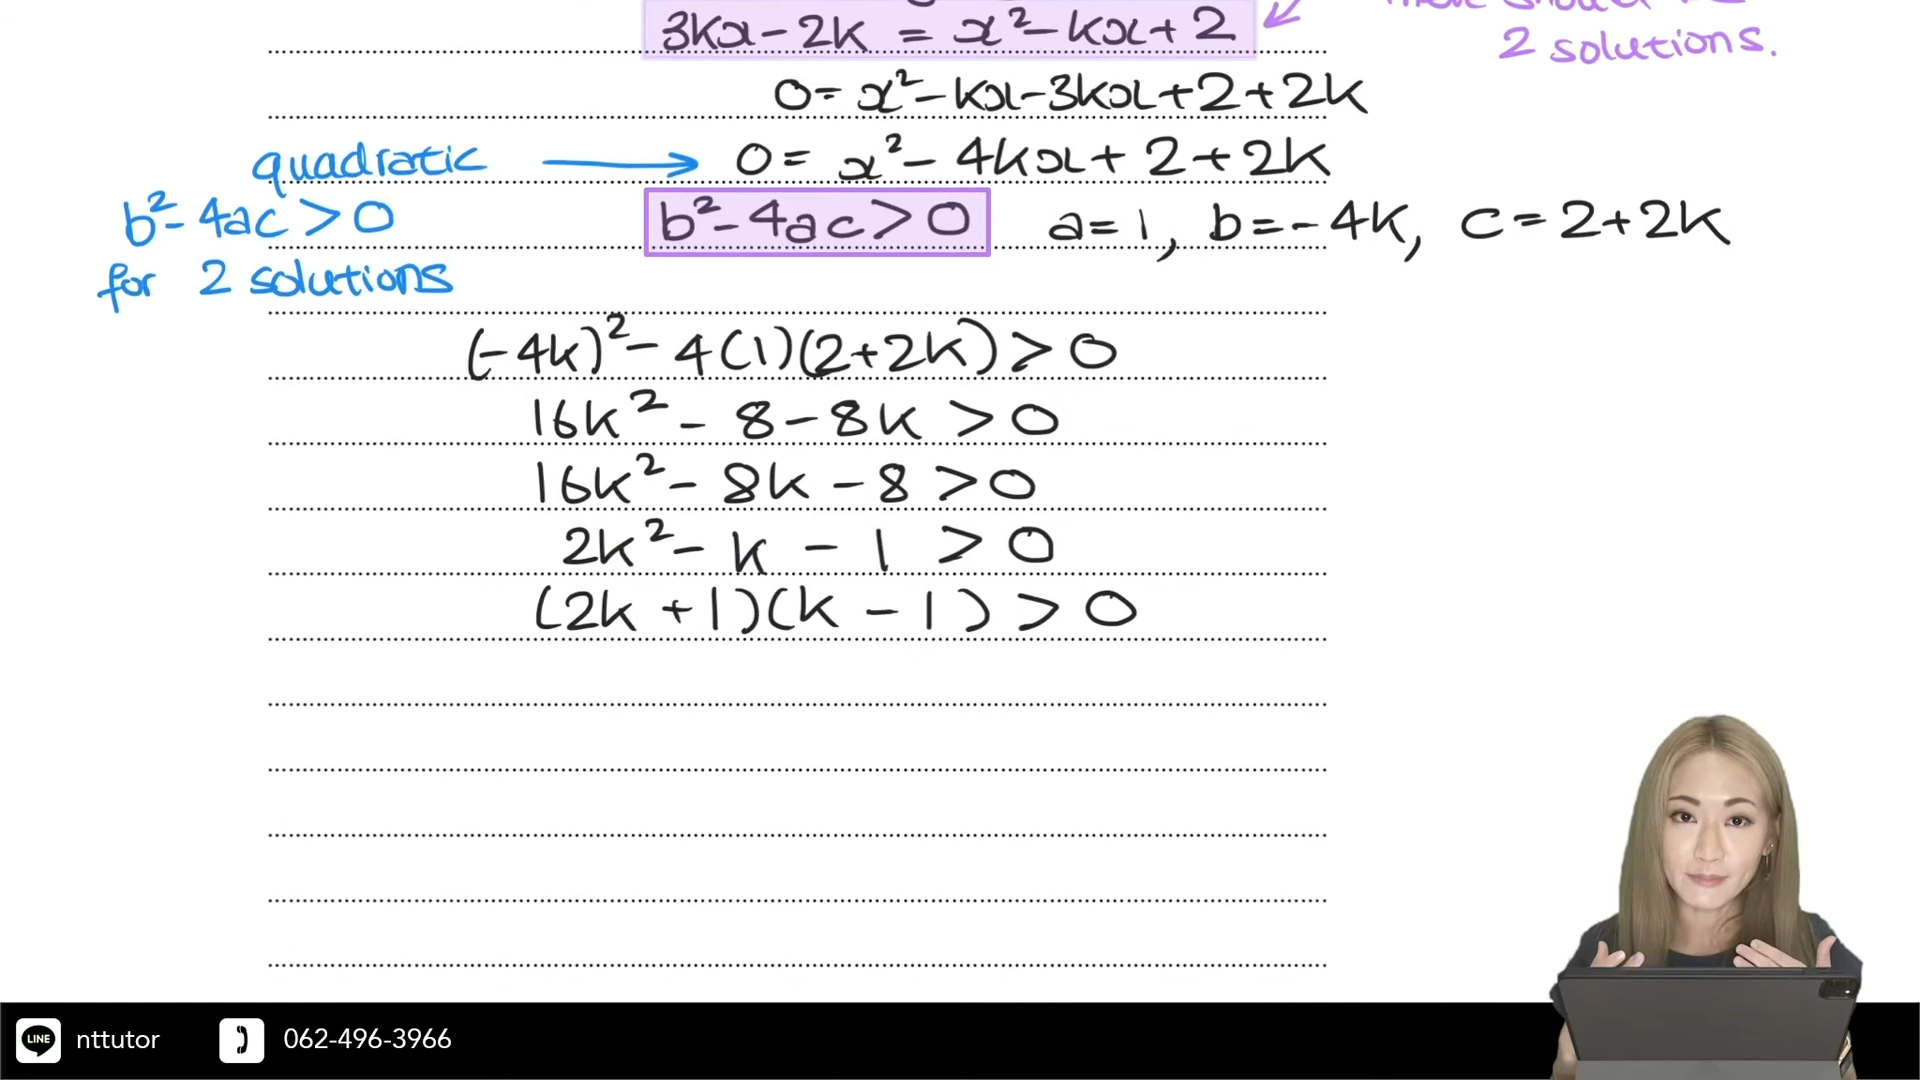 3kx - 2k = x² - kx + 2
2 solutions.
0 = x² - kx - 3kx + 2 + 2k
quadratic → 0 = x² - 4kx + 2 + 2k
b² - 4ac > 0
for 2 solutions
b² - 4ac > 0 a = 1, b = -4k, c = 2 + 2k
(-4k)² - 4(1)(2+2k) > 0
16k² - 8 - 8k > 0
16k² - 8k - 8 > 0
2k² - k - 1 > 0
(2k + 1)(k - 1) > 0
LINE nttutor 062-496-3966